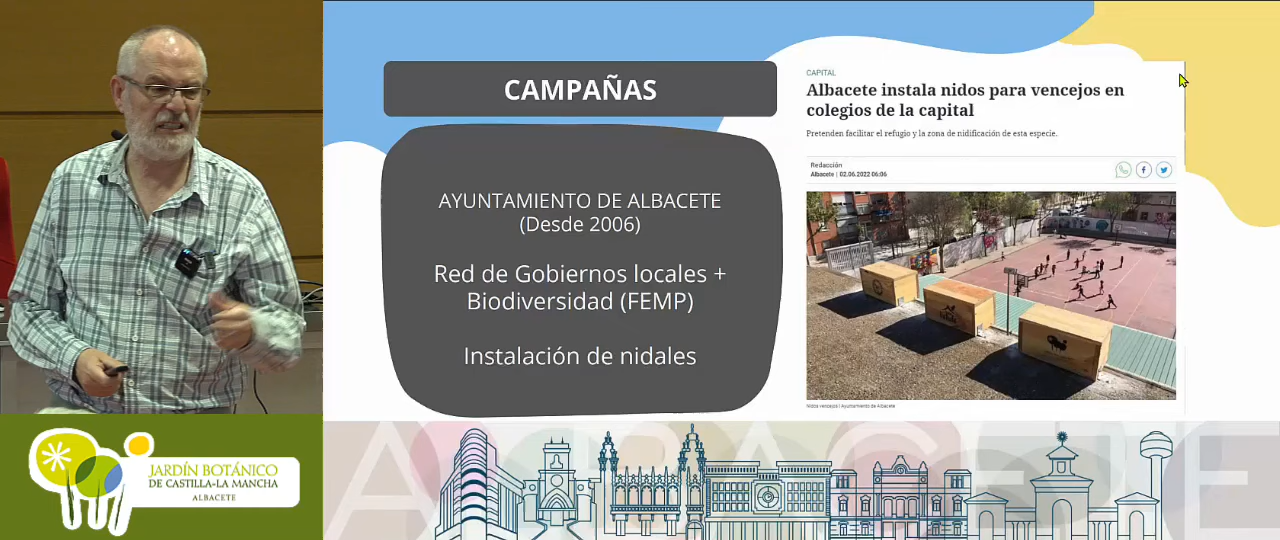 CAMPAÑAS
AYUNTAMIENTO DE ALBACETE
(Desde 2006)
Red de Gobiernos locales +
Biodiversidad (FEMP)
Instalación de nidales
CAPITAL
Albacete instala nidos para vencejos en
colegios de la capital
Pretenden facilitar el refugio y la zona de nidificación de esta especie.
Redacción
Albacete | 02.06.2022 06:06
Nidos vencejos | Ayuntamiento de Albacete
JARDÍN BOTÁNICO
DE CASTILLA-LA MANCHA
ALBACETE
ALBACETE